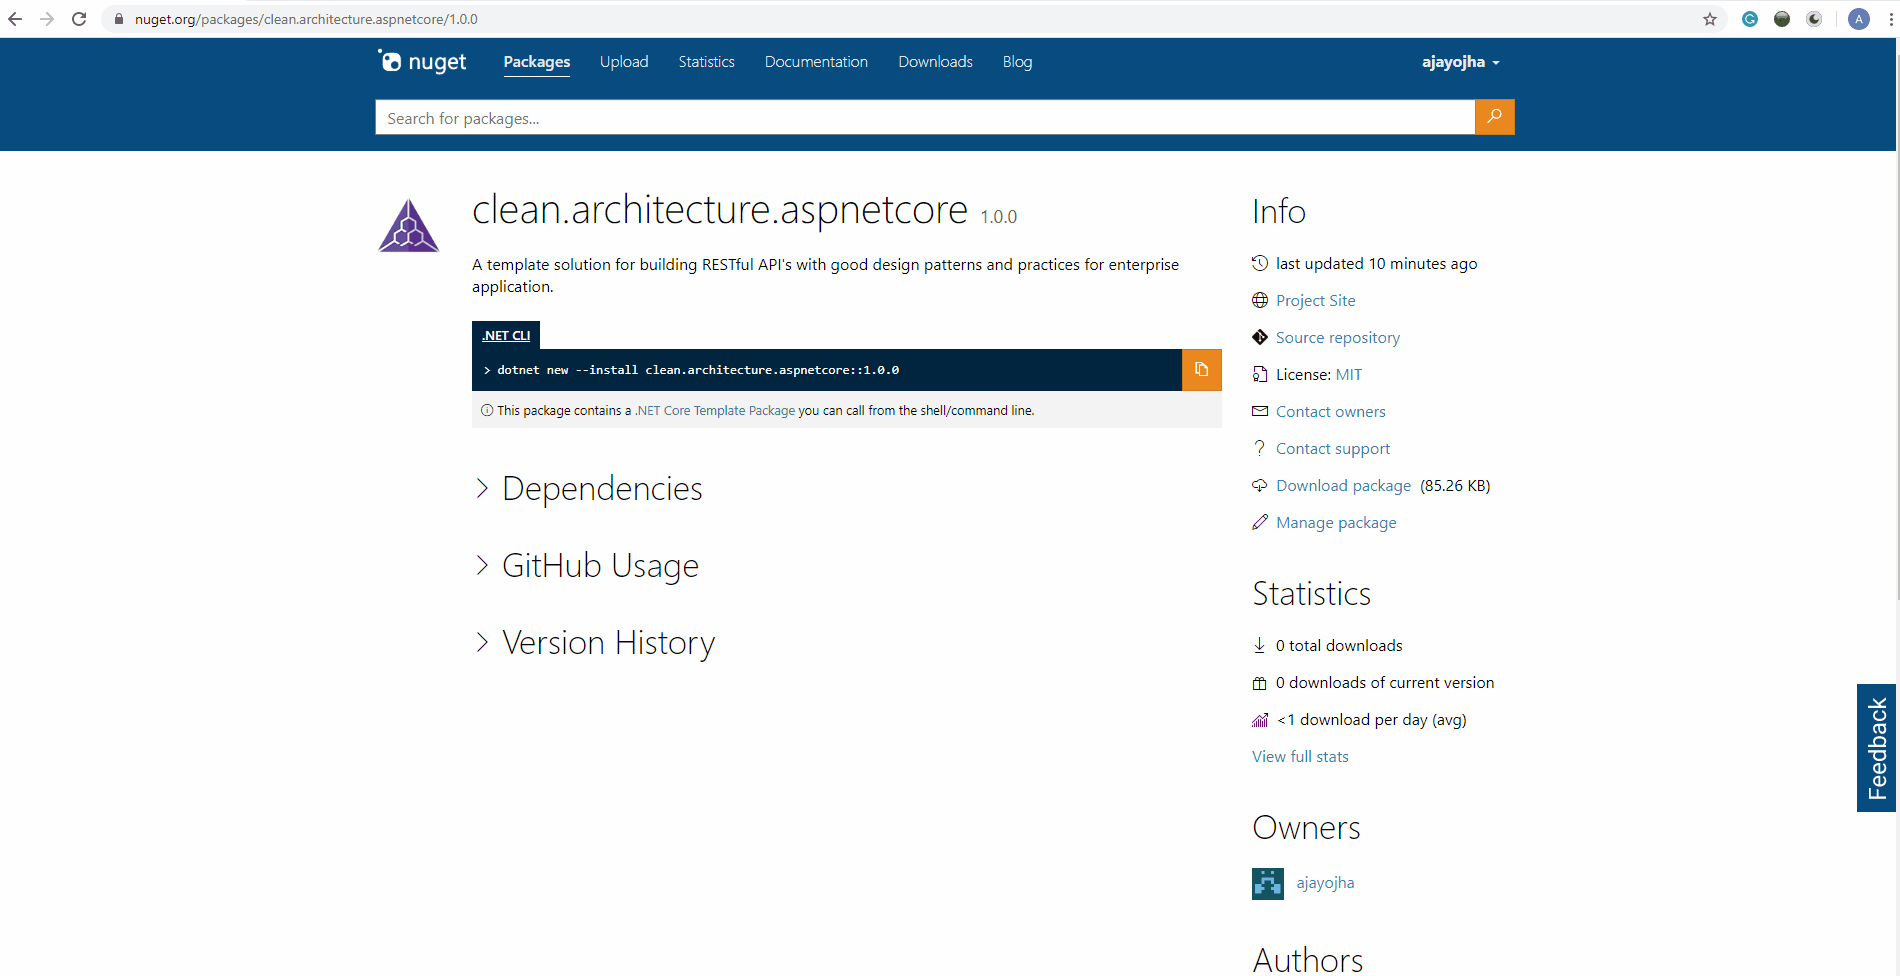 nuget.org/packages/clean.architecture.aspnetcore/1.0.0
A
nuget
Packages Upload Statistics Documentation Downloads Blog
ajayojha
Search for packages...
clean.architecture.aspnetcore 1.0.0
A template solution for building RESTful API's with good design patterns and practices for enterprise
application.
.NET CLI
> dotnet new --install clean.architecture.aspnetcore::1.0.0
This package contains a .NET Core Template Package you can call from the shell/command line.
Dependencies
GitHub Usage
Version History
Info
last updated 10 minutes ago
Project Site
Source repository
License: MIT
Contact owners
Contact support
Download package (85.26 KB)
Manage package
Statistics
0 total downloads
0 downloads of current version
<1 download per day (avg)
View full stats
Owners
ajayojha
Authors
Feedback